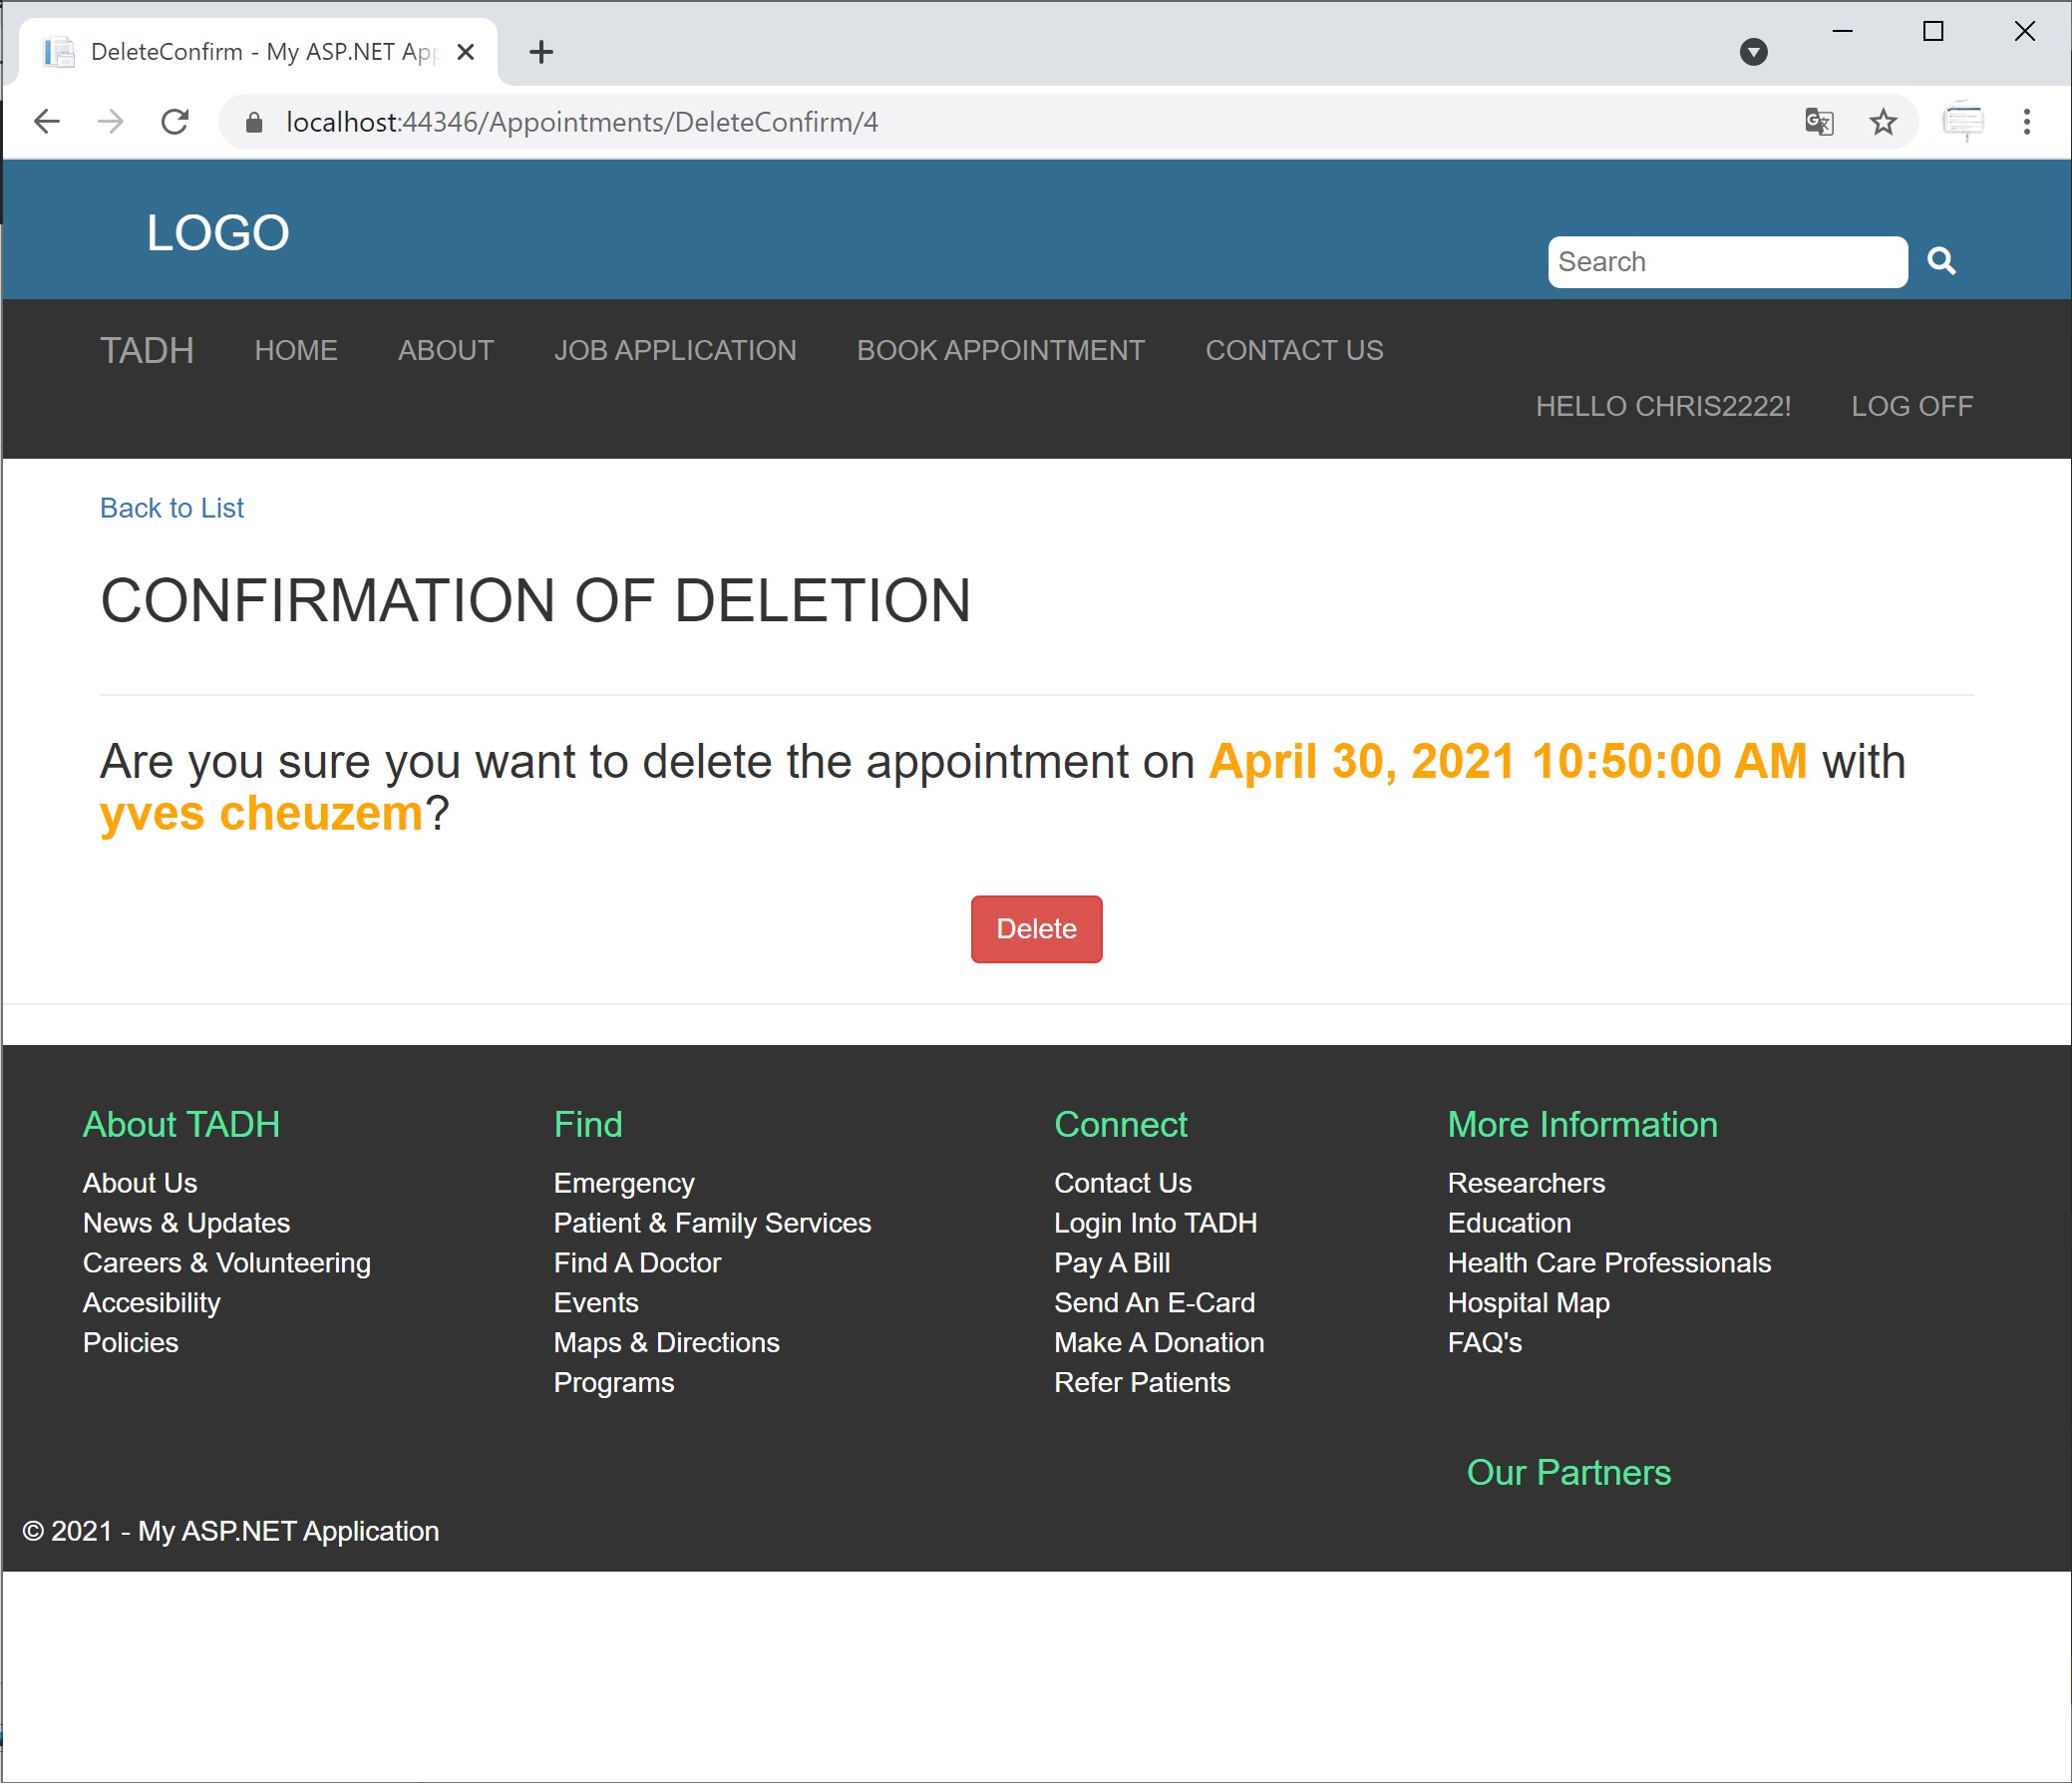 DeleteConfirm - My ASP.NET App
localhost:44346/Appointments/DeleteConfirm/4
LOGO
Search
TADH HOME ABOUT JOB APPLICATION BOOK APPOINTMENT CONTACT US
HELLO CHRIS2222! LOG OFF
Back to List
CONFIRMATION OF DELETION
Are you sure you want to delete the appointment on April 30, 2021 10:50:00 AM with
yves cheuzem?
Delete
About TADH
About Us
News & Updates
Careers & Volunteering
Accesibility
Policies
Find
Emergency
Patient & Family Services
Find A Doctor
Events
Maps & Directions
Programs
Connect
Contact Us
Login Into TADH
Pay A Bill
Send An E-Card
Make A Donation
Refer Patients
More Information
Researchers
Education
Health Care Professionals
Hospital Map
FAQ's
Our Partners
© 2021 - My ASP.NET Application